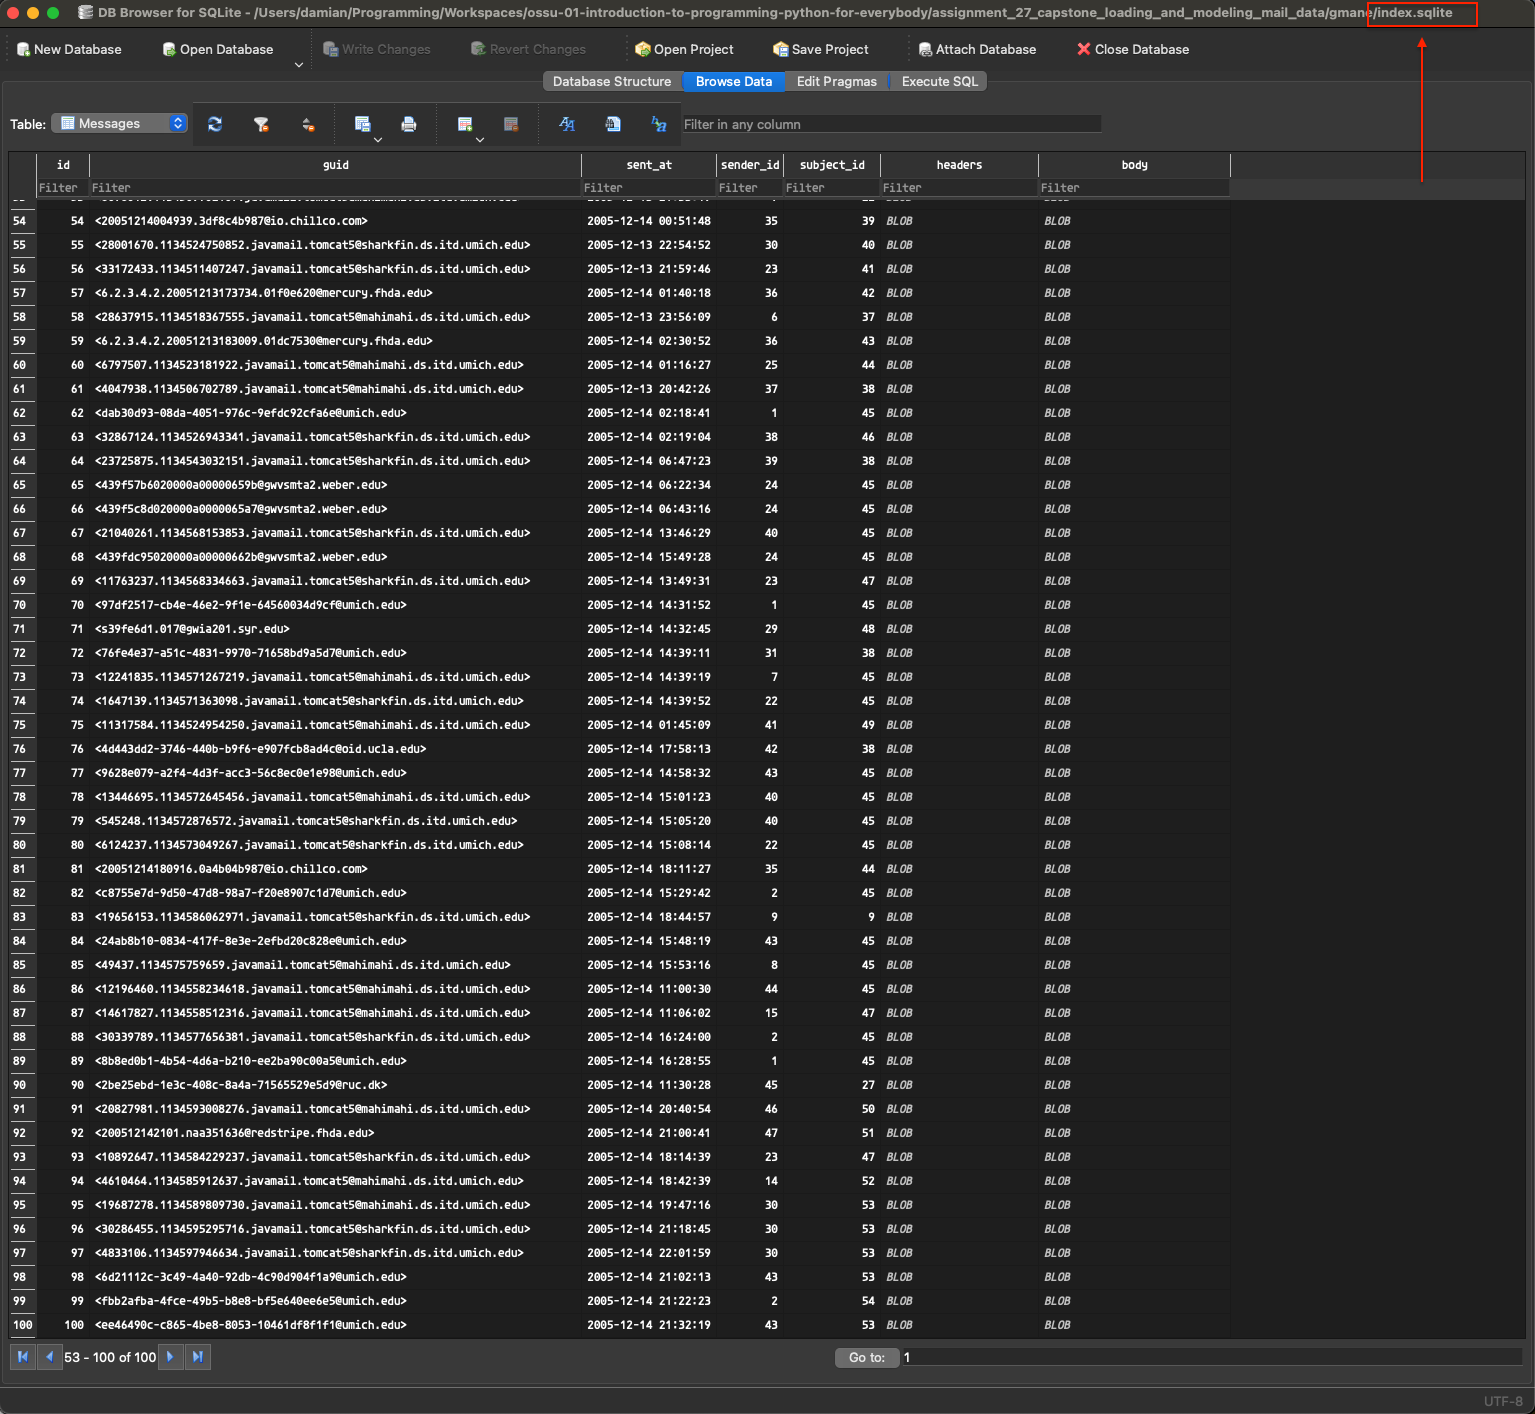 DB Browser for SQLite - /Users/damian/Programming/Workspaces/ossu-01-introduction-to-programming-python-for-everybody/assignment_27_capstone_loading_and_modeling_mail_data/gmane/index.sqlite
New Database Open Database Write Changes Revert Changes Open Project Save Project Attach Database Close Database
Database Structure Browse Data Edit Pragmas Execute SQL
Table: Messages Filter in any column
id guid sent_at sender_id subject_id headers body
Filter Filter Filter Filter Filter Filter Filter
54 54 <20051214004939.3df8c4b987@io.chillco.com> 2005-12-14 00:51:48 35 39 BLOB BLOB
55 55 <28001670.1134524750852.javamail.tomcat5@sharkfin.ds.itd.umich.edu> 2005-12-13 22:54:52 30 40 BLOB BLOB
56 56 <33172433.1134511407247.javamail.tomcat5@sharkfin.ds.itd.umich.edu> 2005-12-13 21:59:46 23 41 BLOB BLOB
57 57 <6.2.3.4.2.20051213173734.01f0e620@mercury.fhda.edu> 2005-12-14 01:40:18 36 42 BLOB BLOB
58 58 <28637915.1134518367555.javamail.tomcat5@mahimahi.ds.itd.umich.edu> 2005-12-13 23:56:09 6 37 BLOB BLOB
59 59 <6.2.3.4.2.20051213183009.01dc7530@mercury.fhda.edu> 2005-12-14 02:30:52 36 43 BLOB BLOB
60 60 <6797507.1134523181922.javamail.tomcat5@mahimahi.ds.itd.umich.edu> 2005-12-14 01:16:27 25 44 BLOB BLOB
61 61 <4047938.1134506702789.javamail.tomcat5@mahimahi.ds.itd.umich.edu> 2005-12-13 20:42:26 37 38 BLOB BLOB
62 62 <dab30d93-08da-4051-976c-9efdc92cfa6e@umich.edu> 2005-12-14 02:18:41 1 45 BLOB BLOB
63 63 <32867124.1134526943341.javamail.tomcat5@sharkfin.ds.itd.umich.edu> 2005-12-14 02:19:04 38 46 BLOB BLOB
64 64 <23725875.1134543032151.javamail.tomcat5@sharkfin.ds.itd.umich.edu> 2005-12-14 06:47:23 39 38 BLOB BLOB
65 65 <439f57b6020000a00000659b@gwvsmta2.weber.edu> 2005-12-14 06:22:34 24 45 BLOB BLOB
66 66 <439f5c8d020000a0000065a7@gwvsmta2.weber.edu> 2005-12-14 06:43:16 24 45 BLOB BLOB
67 67 <21040261.1134568153853.javamail.tomcat5@sharkfin.ds.itd.umich.edu> 2005-12-14 13:46:29 40 45 BLOB BLOB
68 68 <439fdc95020000a00000662b@gwvsmta2.weber.edu> 2005-12-14 15:49:28 24 45 BLOB BLOB
69 69 <11763237.1134568334663.javamail.tomcat5@sharkfin.ds.itd.umich.edu> 2005-12-14 13:49:31 23 47 BLOB BLOB
70 70 <97df2517-cb4e-46e2-9f1e-64560034d9cf@umich.edu> 2005-12-14 14:31:52 1 45 BLOB BLOB
71 71 <s39fe6d1.017@gwia201.syr.edu> 2005-12-14 14:32:45 29 48 BLOB BLOB
72 72 <76fe4e37-a51c-4831-9970-71658bd9a5d7@umich.edu> 2005-12-14 14:39:11 31 38 BLOB BLOB
73 73 <12241835.1134571267219.javamail.tomcat5@mahimahi.ds.itd.umich.edu> 2005-12-14 14:39:19 7 45 BLOB BLOB
74 74 <1647139.1134571363098.javamail.tomcat5@sharkfin.ds.itd.umich.edu> 2005-12-14 14:39:52 22 45 BLOB BLOB
75 75 <11317584.1134524954250.javamail.tomcat5@mahimahi.ds.itd.umich.edu> 2005-12-14 01:45:09 41 49 BLOB BLOB
76 76 <4d443dd2-3746-440b-b9f6-e907fcb8ad4c@oid.ucla.edu> 2005-12-14 17:58:13 42 38 BLOB BLOB
77 77 <9628e079-a2f4-4d3f-acc3-56c8ec0e1e98@umich.edu> 2005-12-14 14:58:32 43 45 BLOB BLOB
78 78 <13446695.1134572645456.javamail.tomcat5@mahimahi.ds.itd.umich.edu> 2005-12-14 15:01:23 40 45 BLOB BLOB
79 79 <545248.1134572876572.javamail.tomcat5@sharkfin.ds.itd.umich.edu> 2005-12-14 15:05:20 40 45 BLOB BLOB
80 80 <6124237.1134573049267.javamail.tomcat5@sharkfin.ds.itd.umich.edu> 2005-12-14 15:08:14 22 45 BLOB BLOB
81 81 <20051214180916.0a4b04b987@io.chillco.com> 2005-12-14 18:11:27 35 44 BLOB BLOB
82 82 <c8755e7d-9d50-47d8-98a7-f20e8907c1d7@umich.edu> 2005-12-14 15:29:42 2 45 BLOB BLOB
83 83 <19656153.1134586062971.javamail.tomcat5@sharkfin.ds.itd.umich.edu> 2005-12-14 18:44:57 9 9 BLOB BLOB
84 84 <24ab8b10-0834-417f-8e3e-2efbd20c828e@umich.edu> 2005-12-14 15:48:19 43 45 BLOB BLOB
85 85 <49437.1134575759659.javamail.tomcat5@mahimahi.ds.itd.umich.edu> 2005-12-14 15:53:16 8 45 BLOB BLOB
86 86 <12196460.1134558234618.javamail.tomcat5@mahimahi.ds.itd.umich.edu> 2005-12-14 11:00:30 44 45 BLOB BLOB
87 87 <14617827.1134558512316.javamail.tomcat5@mahimahi.ds.itd.umich.edu> 2005-12-14 11:06:02 15 47 BLOB BLOB
88 88 <30339789.1134577656381.javamail.tomcat5@sharkfin.ds.itd.umich.edu> 2005-12-14 16:24:00 2 45 BLOB BLOB
89 89 <8b8ed0b1-4b54-4d6a-b210-ee2ba90c00a5@umich.edu> 2005-12-14 16:28:55 1 45 BLOB BLOB
90 90 <2be25ebd-1e3c-408c-8a4a-71565529e5d9@ruc.dk> 2005-12-14 11:30:28 45 27 BLOB BLOB
91 91 <20827981.1134593008276.javamail.tomcat5@mahimahi.ds.itd.umich.edu> 2005-12-14 20:40:54 46 50 BLOB BLOB
92 92 <200512142101.naa351636@redstripe.fhda.edu> 2005-12-14 21:00:41 47 51 BLOB BLOB
93 93 <10892647.1134584229237.javamail.tomcat5@sharkfin.ds.itd.umich.edu> 2005-12-14 18:14:39 23 47 BLOB BLOB
94 94 <4610464.1134585912637.javamail.tomcat5@mahimahi.ds.itd.umich.edu> 2005-12-14 18:42:39 14 52 BLOB BLOB
95 95 <19687278.1134589809730.javamail.tomcat5@mahimahi.ds.itd.umich.edu> 2005-12-14 19:47:16 30 53 BLOB BLOB
96 96 <30286455.1134595295716.javamail.tomcat5@sharkfin.ds.itd.umich.edu> 2005-12-14 21:18:45 30 53 BLOB BLOB
97 97 <4833106.1134597946634.javamail.tomcat5@sharkfin.ds.itd.umich.edu> 2005-12-14 22:01:59 30 53 BLOB BLOB
98 98 <6d21112c-3c49-4a40-92db-4c90d904f1a9@umich.edu> 2005-12-14 21:02:13 43 53 BLOB BLOB
99 99 <fbb2afba-4fce-49b5-b8e8-bf5e640ee6e5@umich.edu> 2005-12-14 21:22:23 2 54 BLOB BLOB
100 100 <ee46490c-c865-4be8-8053-10461df8f1f1@umich.edu> 2005-12-14 21:32:19 43 53 BLOB BLOB
53 - 100 of 100 Go to: 1
UTF-8